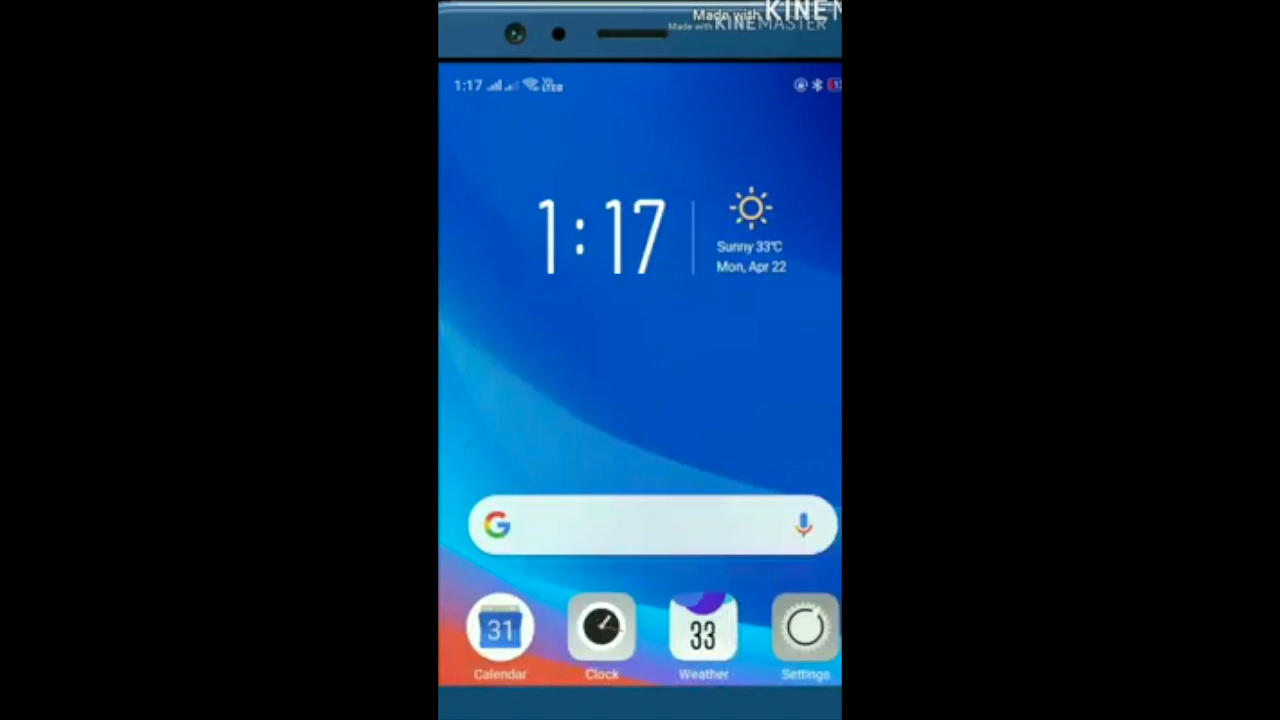 Made with KINEM
Made with KINEMASTER
1:17
1:17
Sunny 33°C
Mon, Apr 22
G
31
33
Calendar
Clock
Weather
Settings